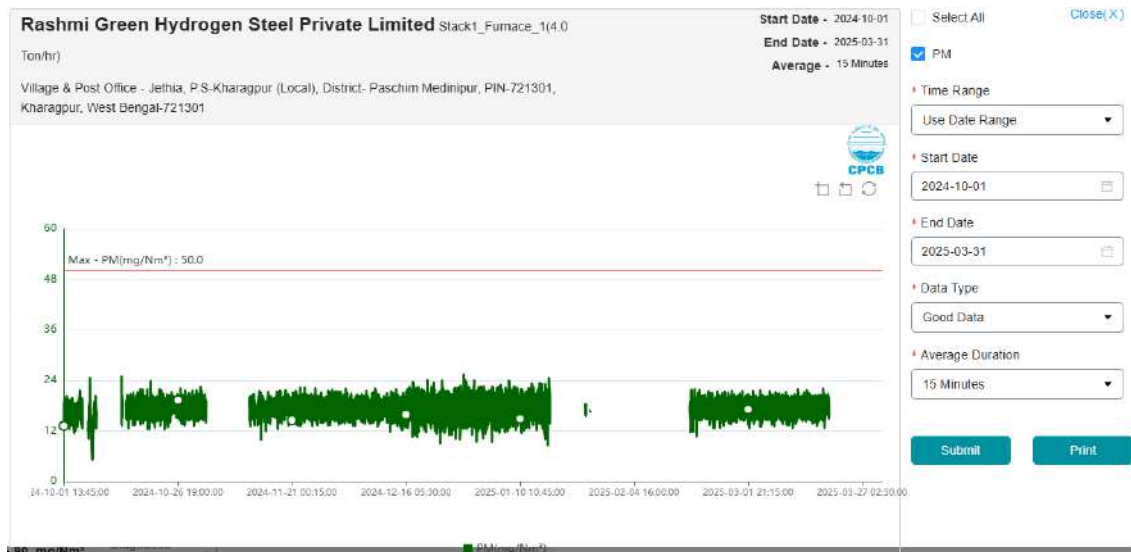 Rashmi Green Hydrogen Steel Private Limited Stack1_Furnace_1(4.0
Ton/hr)
Village & Post Office - Jethia, P.S-Kharagpur (Local), District- Paschim Medinipur, PIN-721301,
Kharagpur, West Bengal-721301
Start Date - 2024-10-01
End Date - 2025-03-31
Average - 15 Minutes
CPCB
60
Max - PM(mg/Nm³) : 50.0
48
36
24
12
0
24-10-01 13:45:00 2024-10-26 19:00:00 2024-11-21 00:15:00 2024-12-16 05:30:00 2025-01-10 10:45:00 2025-02-04 16:00:00 2025-03-01 21:15:00 2025-03-27 02:30:00
PM(mg/Nm³)
Select All
Close(X)
PM
* Time Range
Use Date Range
* Start Date
2024-10-01
* End Date
2025-03-31
* Data Type
Good Data
* Average Duration
15 Minutes
Submit
Print